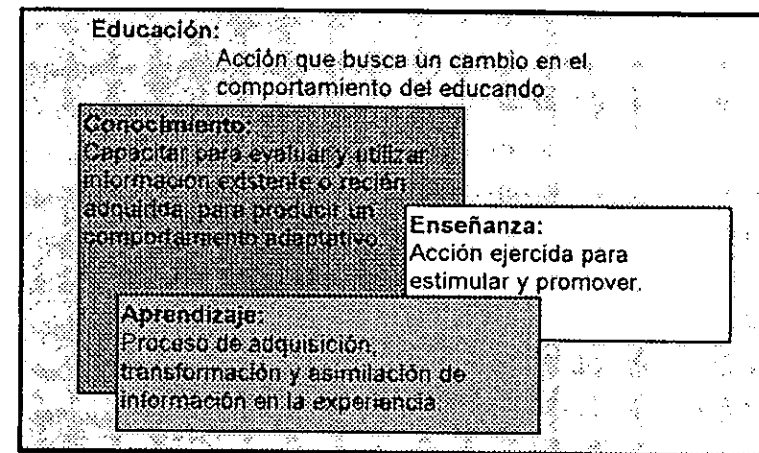 Educación:
Acción que busca un cambio en el
comportamiento del educando.
Conocimiento:
Capacitar para evaluar y utilizar
información existente o recién
adquirida, para producir un
comportamiento adaptativo.
Enseñanza:
Acción ejercida para
estimular y promover.
Aprendizaje:
Proceso de adquisición,
transformación y asimilación de
información en la experiencia.